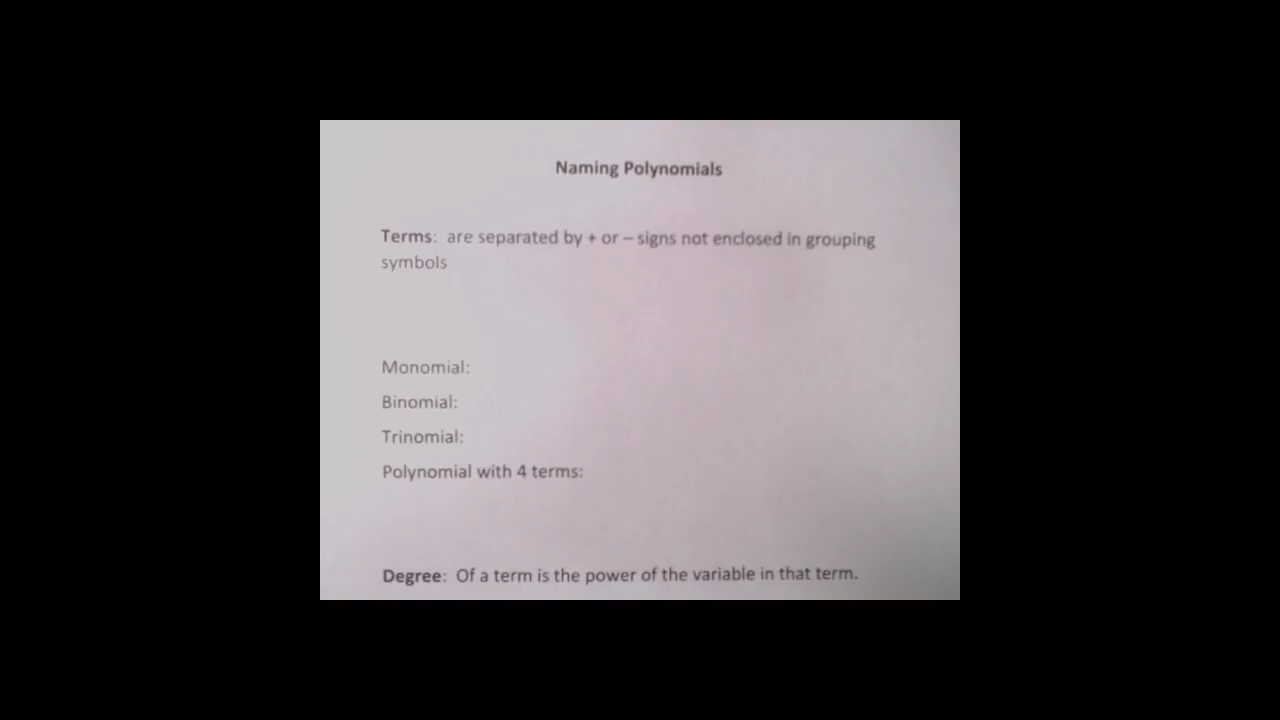 Naming Polynomials
Terms:  are separated by + or – signs not enclosed in grouping
symbols
Monomial:
Binomial:
Trinomial:
Polynomial with 4 terms:
Degree:  Of a term is the power of the variable in that term.